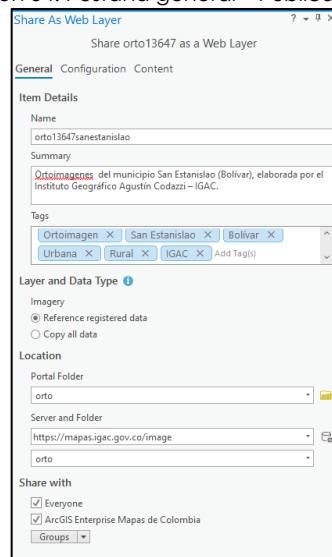 Share As Web Layer
Share orto13647 as a Web Layer
General Configuration Content
Item Details
Name
orto13647sanestanislao
Summary
Ortoimagenes del municipio San Estanislao (Bolívar), elaborada por el
Instituto Geográfico Agustín Codazzi – IGAC.
Tags
Ortoimagen × San Estanislao × Bolívar ×
Urbana × Rural × IGAC × Add Tag(s)
Layer and Data Type
Imagery
Reference registered data
Copy all data
Location
Portal Folder
orto
Server and Folder
https://mapas.igac.gov.co/image
orto
Share with
Everyone
ArcGIS Enterprise Mapas de Colombia
Groups